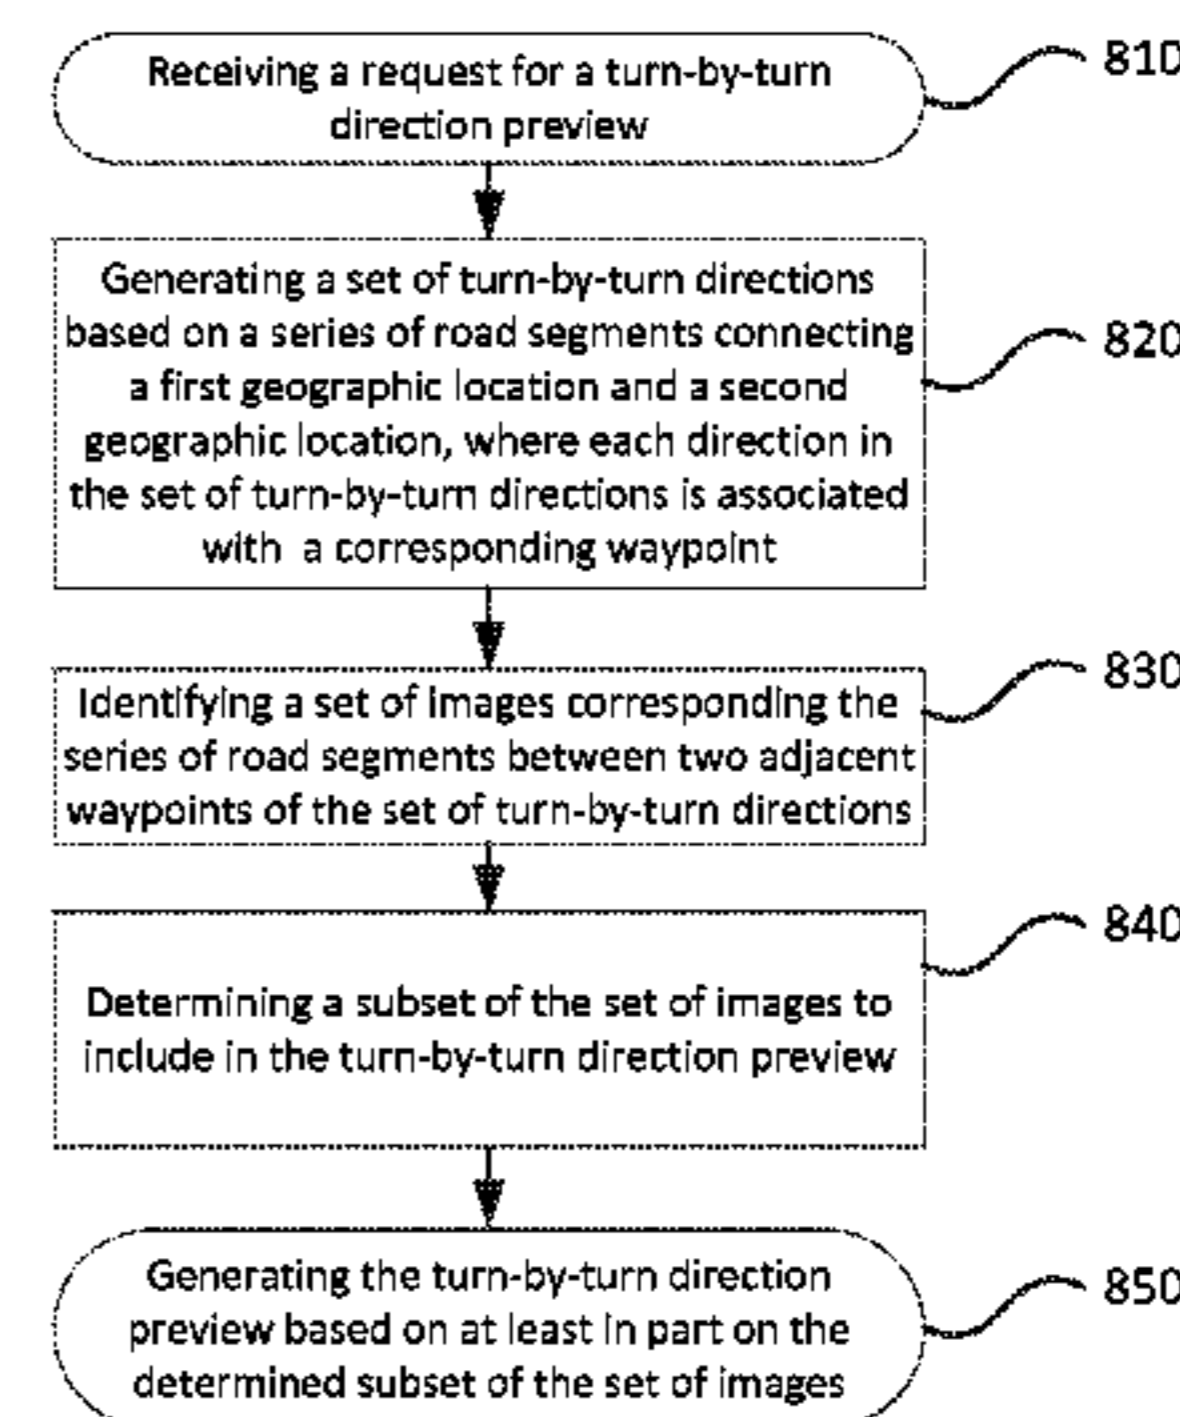 Receiving a request for a turn-by-turn
direction preview
810
Generating a set of turn-by-turn directions
based on a series of road segments connecting
a first geographic location and a second
geographic location, where each direction in
the set of turn-by-turn directions is associated
with a corresponding waypoint
820
Identifying a set of images corresponding the
series of road segments between two adjacent
waypoints of the set of turn-by-turn directions
830
Determining a subset of the set of images to
include in the turn-by-turn direction preview
840
Generating the turn-by-turn direction
preview based on at least in part on the
determined subset of the set of images
850